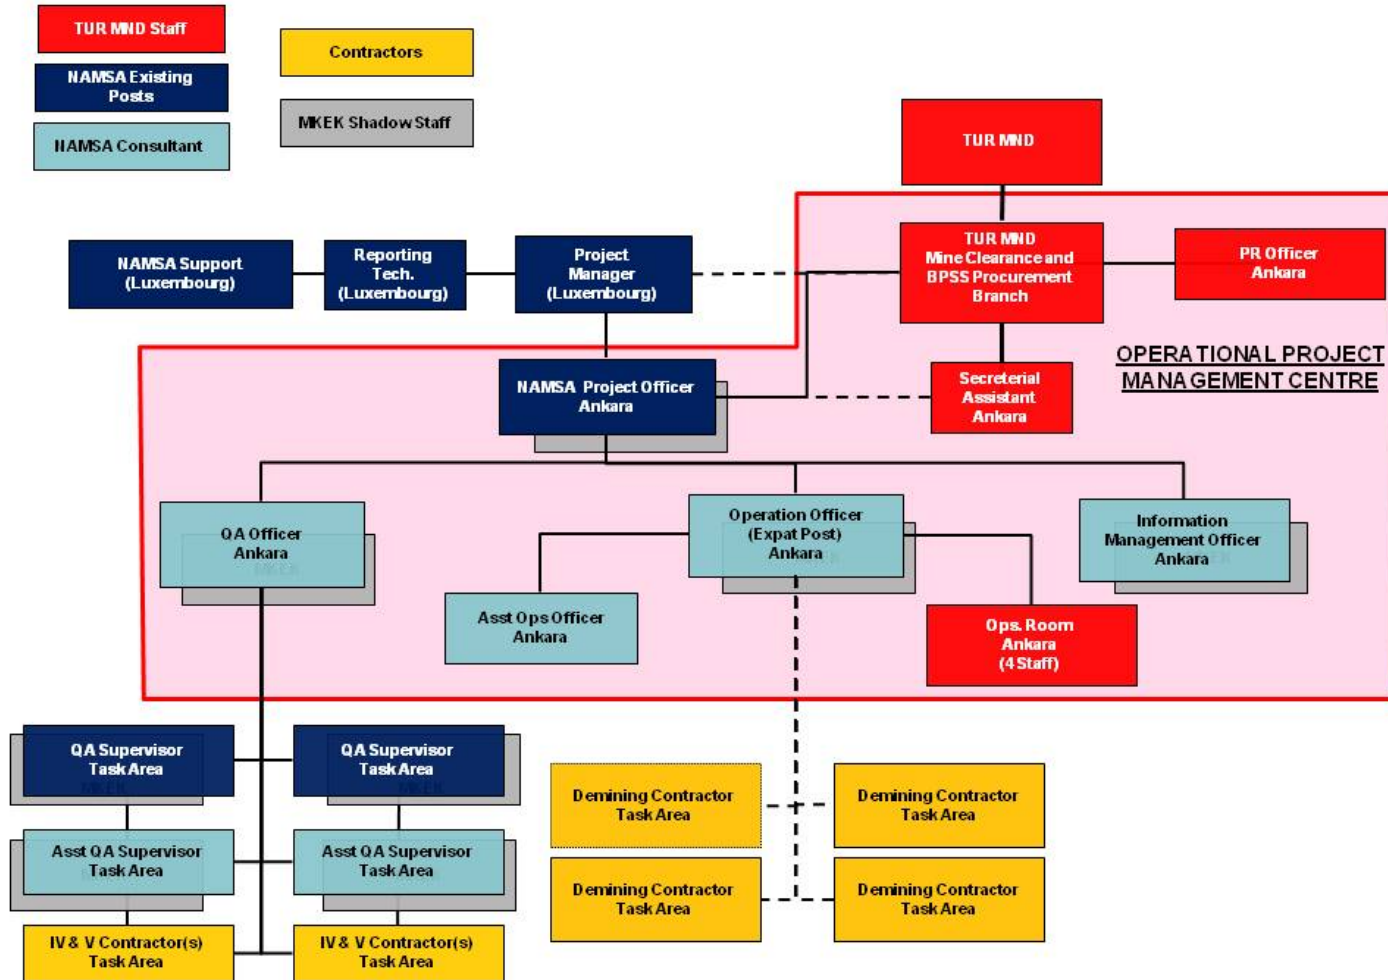 TUR MND Staff
NAMSA Existing
Posts
NAMSA Consultant
Contractors
MKEK Shadow Staff
TUR MND
TUR MND
Mine Clearance and
BPSS Procurement
Branch
PR Officer
Ankara
NAMSA Support
(Luxembourg)
Reporting
Tech.
(Luxembourg)
Project
Manager
(Luxembourg)
OPERATIONAL PROJECT
MANAGEMENT CENTRE
NAMSA Project Officer
Ankara
Secreterial
Assistant
Ankara
QA Officer
Ankara
MKEK
Operation Officer
(Expat Post)
Ankara
Information
Management Officer
Ankara
Asst Ops Officer
Ankara
Ops. Room
Ankara
(4 Staff)
QA Supervisor
Task Area
MKEK
QA Supervisor
Task Area
MKEK
Asst QA Supervisor
Task Area
Asst QA Supervisor
Task Area
IV & V Contractor(s)
Task Area
IV & V Contractor(s)
Task Area
Demining Contractor
Task Area
Demining Contractor
Task Area
Demining Contractor
Task Area
Demining Contractor
Task Area